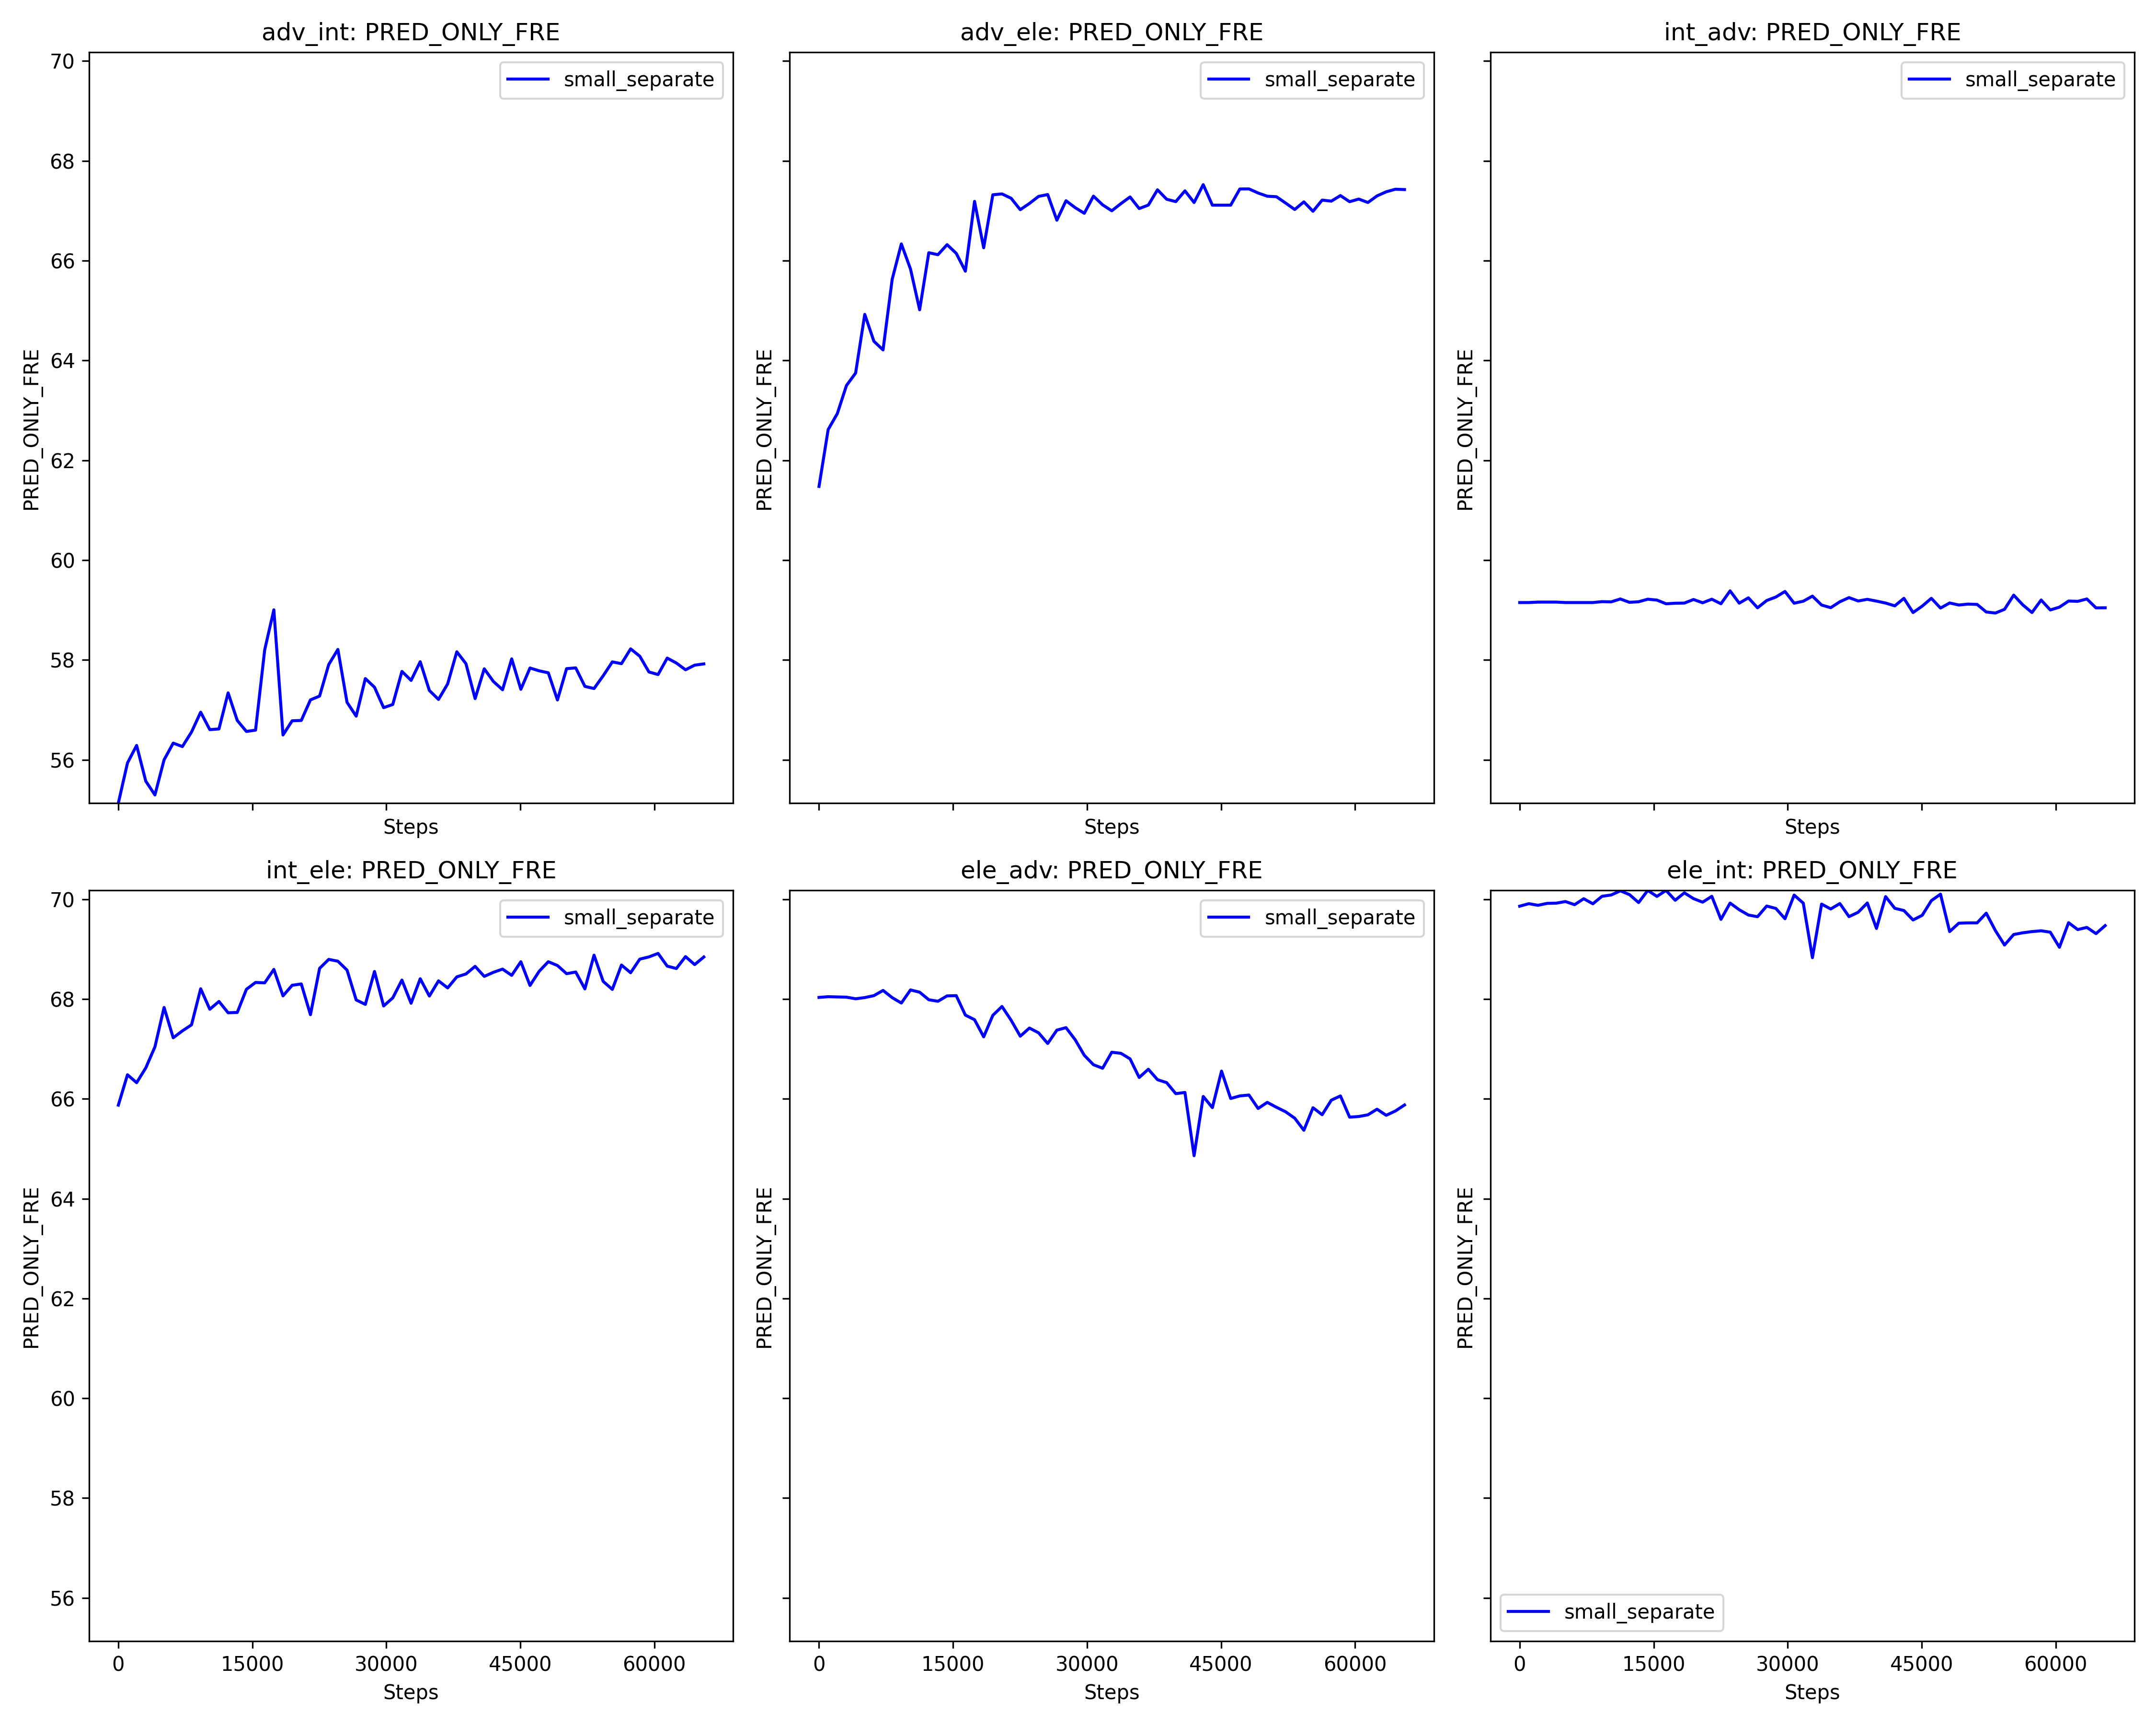 adv_int: PRED_ONLY_FRE
adv_ele: PRED_ONLY_FRE
int_adv: PRED_ONLY_FRE
70
68
66
64
62
60
58
56
PRED_ONLY_FRE
PRED_ONLY_FRE
PRED_ONLY_FRE
small_separate
small_separate
small_separate
Steps
Steps
Steps
int_ele: PRED_ONLY_FRE
ele_adv: PRED_ONLY_FRE
ele_int: PRED_ONLY_FRE
70
68
66
64
62
60
58
56
PRED_ONLY_FRE
PRED_ONLY_FRE
PRED_ONLY_FRE
small_separate
small_separate
small_separate
0 15000 30000 45000 60000
0 15000 30000 45000 60000
0 15000 30000 45000 60000
Steps
Steps
Steps